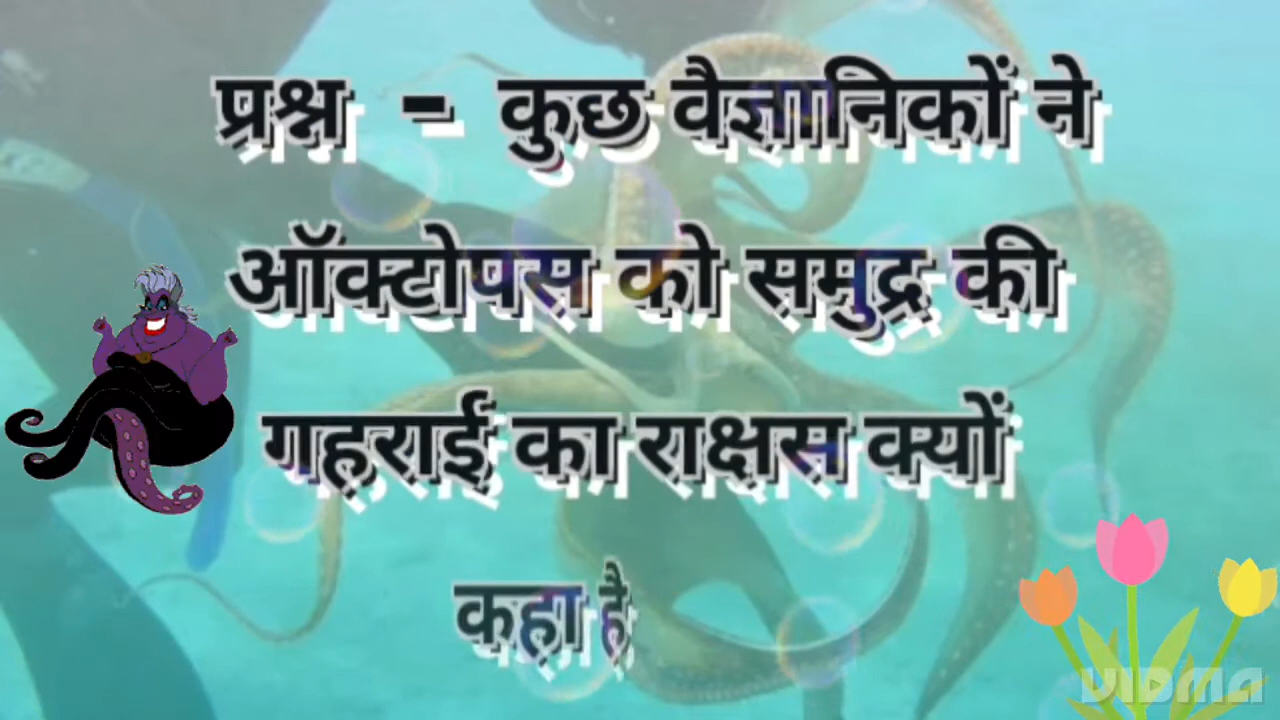 प्रश्न - कुछ वैज्ञानिकों ने
ऑक्टोपस को समुद्र की
गहराई का राक्षस क्यों
कहा है
VIDMA